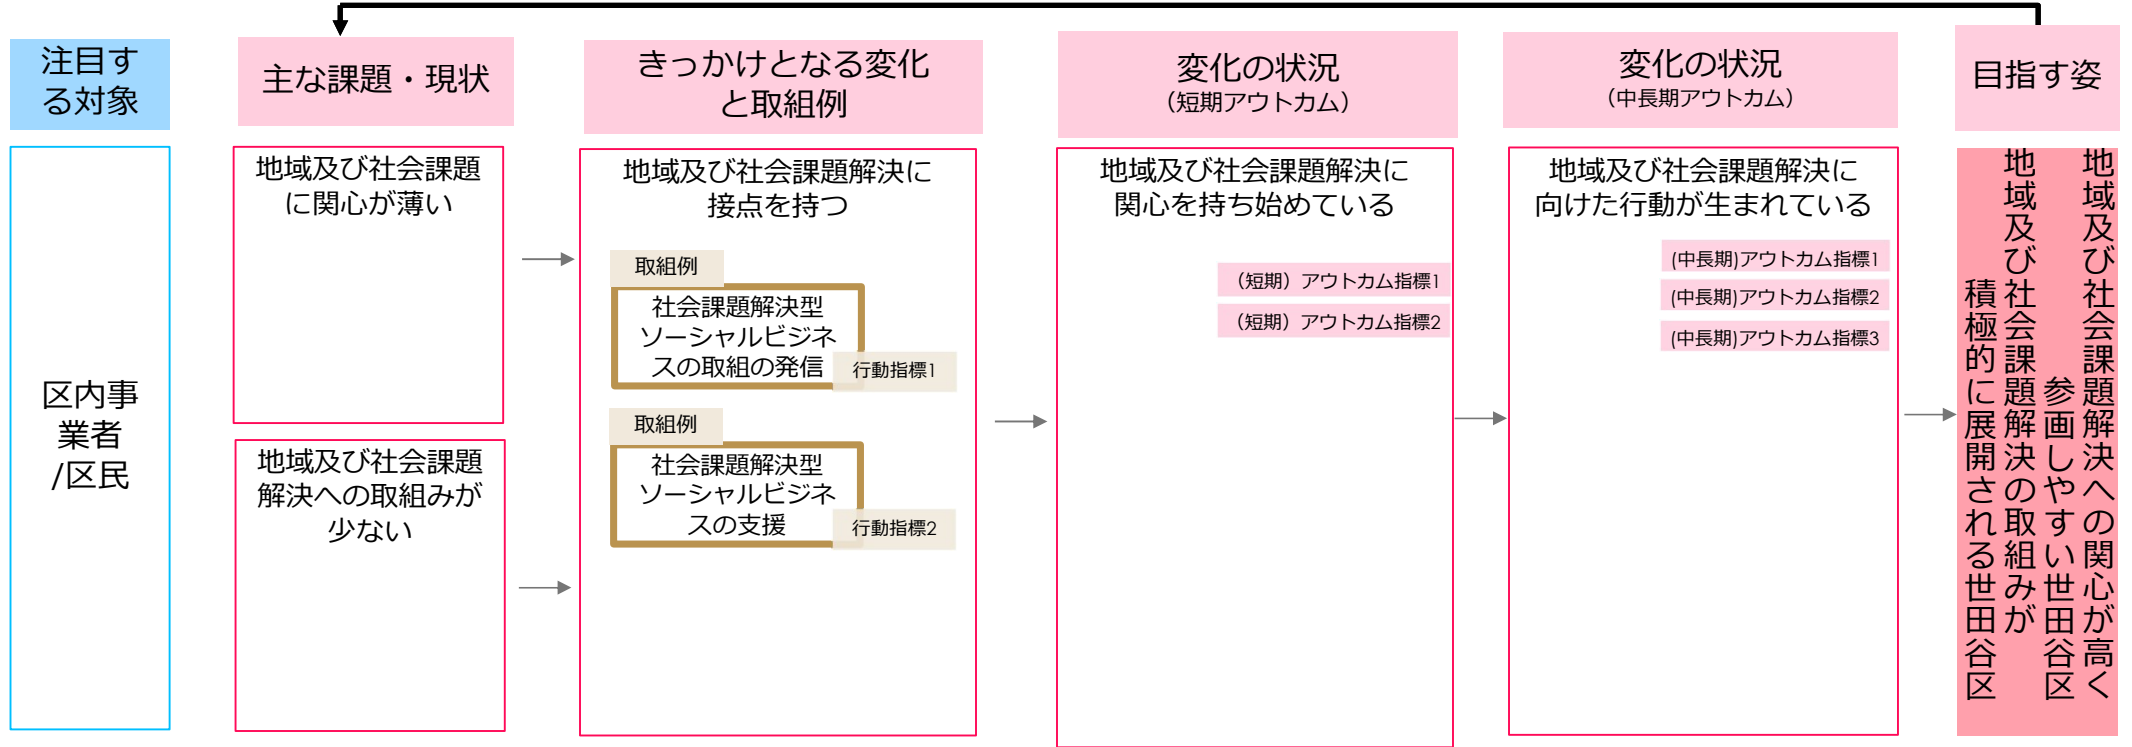 注目す
る対象
主な課題・現状
きっかけとなる変化
と取組例
変化の状況
（短期アウトカム）
変化の状況
（中長期アウトカム）
目指す姿
区内事
業者
/区民
地域及び社会課題
に関心が薄い
地域及び社会課題
解決への取組みが
少ない
地域及び社会課題解決に
接点を持つ
取組例
社会課題解決型
ソーシャルビジネ
スの取組の発信
行動指標1
取組例
社会課題解決型
ソーシャルビジネ
スの支援
行動指標2
地域及び社会課題解決に
関心を持ち始めている
（短期）アウトカム指標1
（短期）アウトカム指標2
地域及び社会課題解決に
向けた行動が生まれている
(中長期)アウトカム指標1
(中長期)アウトカム指標2
(中長期)アウトカム指標3
地域及び社会課題解決への関心が高く
参画しやすい世田谷区
地域及び社会課題解決の取組みが
積極的に展開される世田谷区